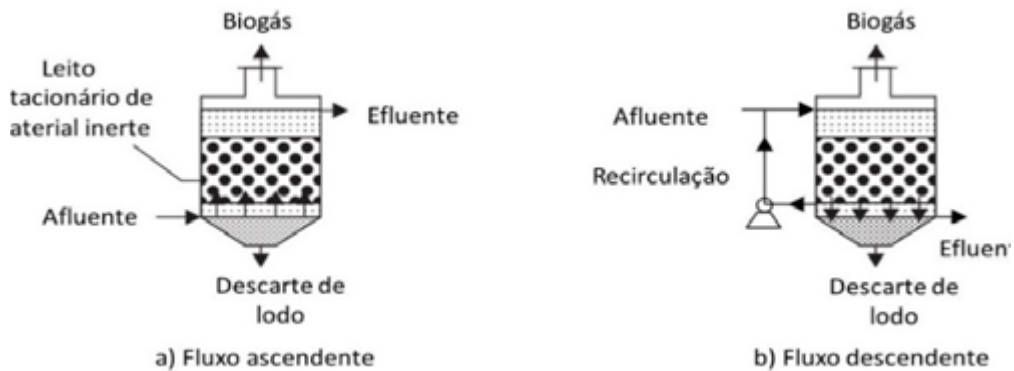 Biogás
Leito
tacionário de
aterial inerte
Efluente
Afluente
Descarte de
lodo
a) Fluxo ascendente
Biogás
Afluente
Recirculação
Efluent
Descarte de
lodo
b) Fluxo descendente